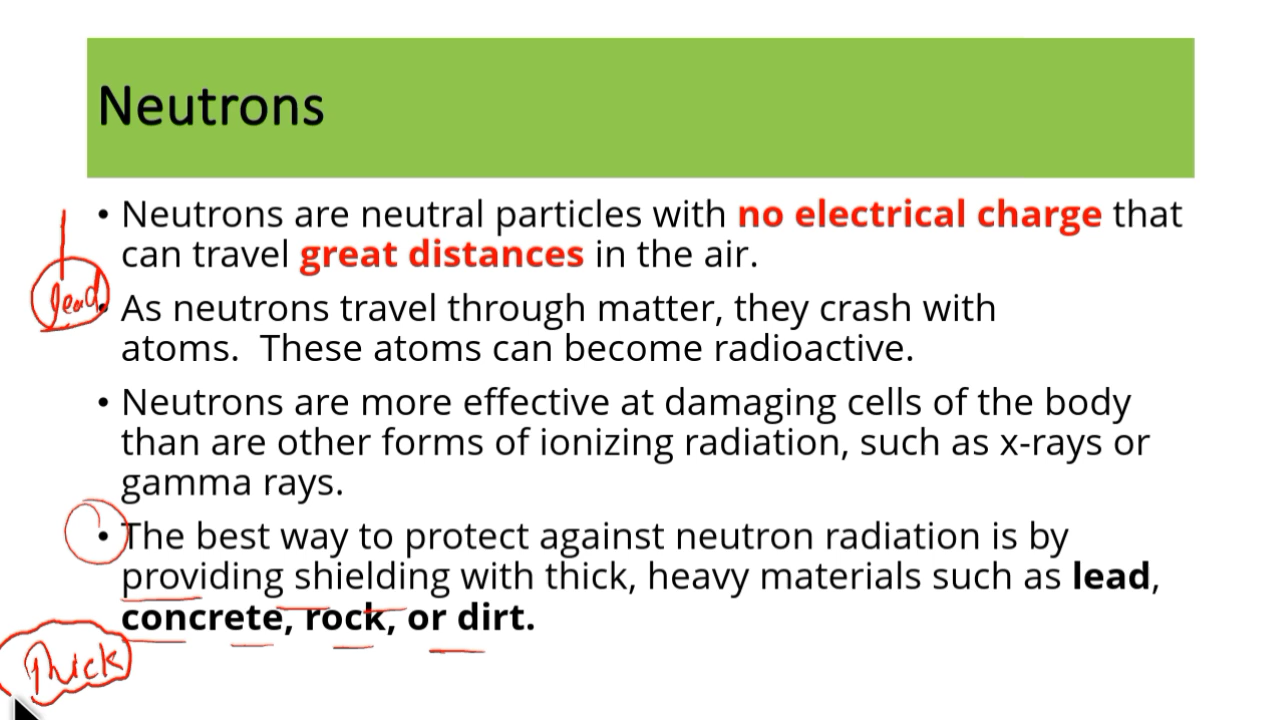 Neutrons
• Neutrons are neutral particles with no electrical charge that
can travel great distances in the air.
lead
• As neutrons travel through matter, they crash with
atoms.  These atoms can become radioactive.
• Neutrons are more effective at damaging cells of the body
than are other forms of ionizing radiation, such as x-rays or
gamma rays.
• The best way to protect against neutron radiation is by
providing shielding with thick, heavy materials such as lead,
concrete, rock, or dirt.
Thick